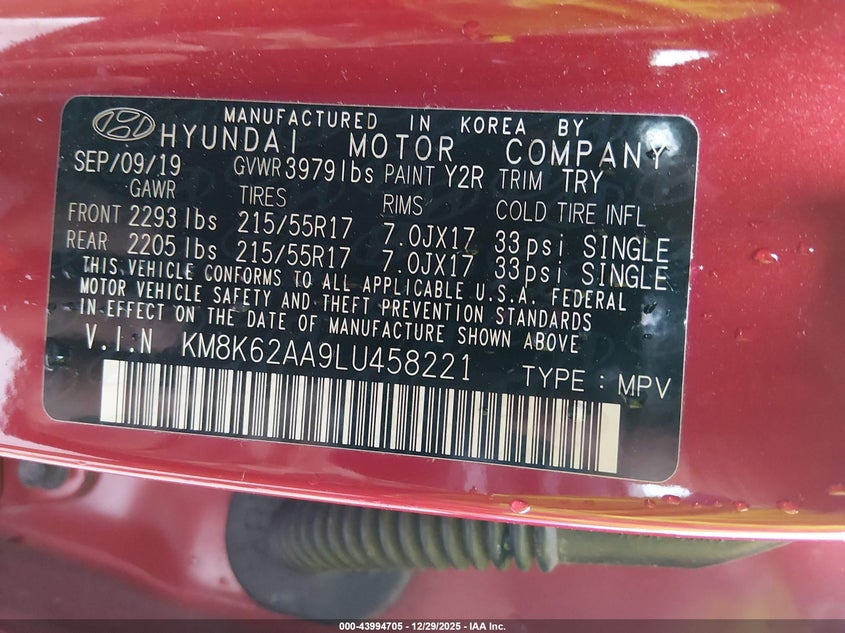 MANUFACTURED IN KOREA BY
HYUNDAI MOTOR COMPANY
SEP/09/19 GVWR 3979lbs PAINT Y2R TRIM TRY
GAWR TIRES RIMS COLD TIRE INFL
FRONT 2293 lbs 215/55R17 7.0JX17 33psi SINGLE
REAR 2205 lbs 215/55R17 7.0JX17 33psi SINGLE
THIS VEHICLE CONFORMS TO ALL APPLICABLE U.S.A. FEDERAL
MOTOR VEHICLE SAFETY AND THEFT PREVENTION STANDARDS
IN EFFECT ON THE DATE OF MANUFACTURE SHOWN ABOVE
V.I.N KM8K62AA9LU458221 TYPE : MPV
000-43994705 - 12/29/2025 - IAA Inc.